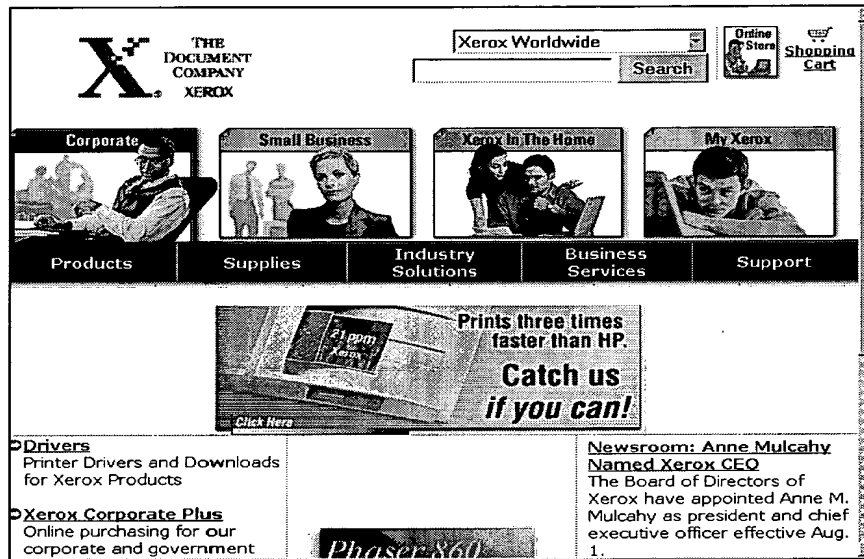 THE
DOCUMENT
COMPANY
XEROX
Xerox Worldwide
Search
Online
Store
Shopping
Cart
Corporate
Small Business
Xerox In The Home
My Xerox
Products
Supplies
Industry
Solutions
Business
Services
Support
21 ppm
Xerox
Prints three times
faster than HP.
Catch us
if you can!
Click Here
Drivers
Printer Drivers and Downloads
for Xerox Products
Xerox Corporate Plus
Online purchasing for our
corporate and government
Phaser 860
Newsroom: Anne Mulcahy
Named Xerox CEO
The Board of Directors of
Xerox have appointed Anne M.
Mulcahy as president and chief
executive officer effective Aug.
1.